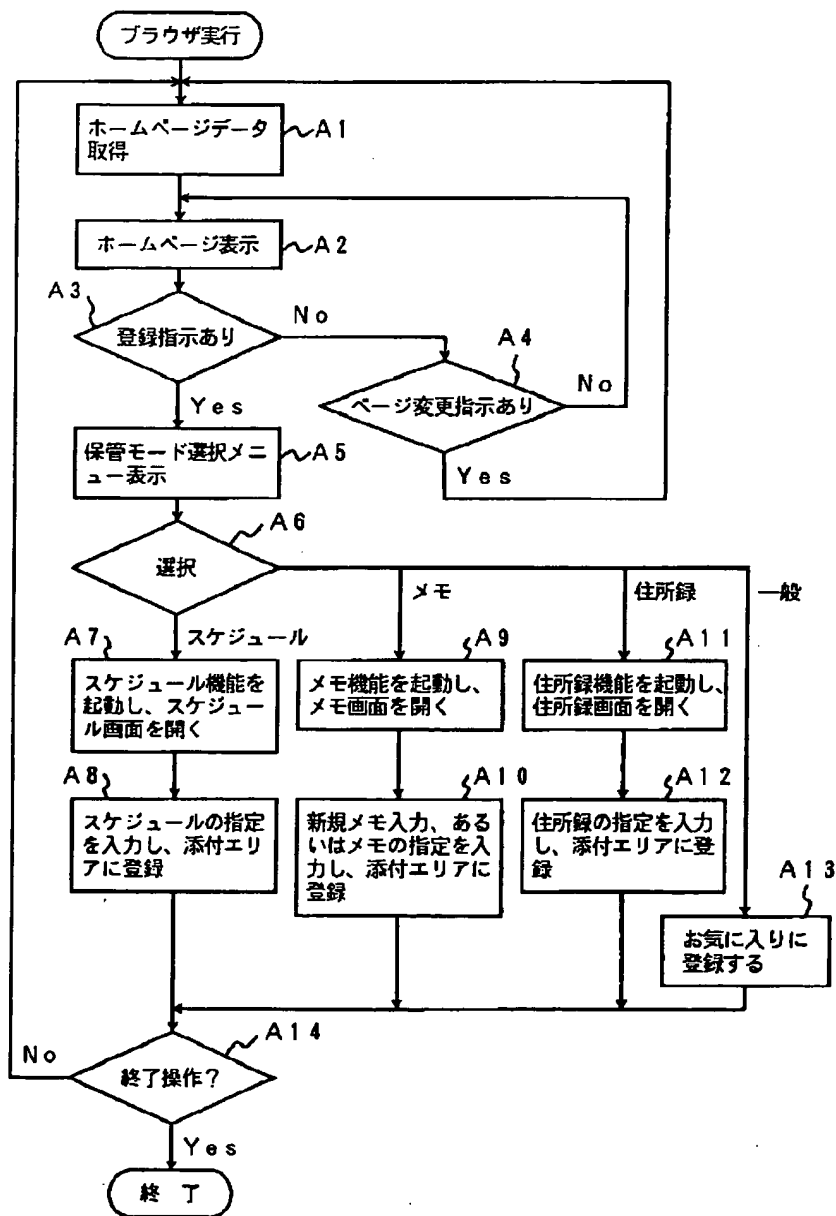 ブラウザ実行
ホームページデータ
取得
A1
ホームページ表示
A2
A3
登録指示あり
No
A4
ページ変更指示あり
No
Yes
Yes
保管モード選択メニ
ュー表示
A5
A6
選択
メモ
住所録
一般
スケジュール
A7
スケジュール機能を
起動し、スケジュー
ル画面を開く
A9
メモ機能を起動し、
メモ画面を開く
A11
住所録機能を起動し、
住所録画面を開く
A8
スケジュールの指定
を入力し、添付エリ
アに登録
A10
新規メモ入力、ある
いはメモの指定を入
力し、添付エリアに
登録
A12
住所録の指定を入力
し、添付エリアに登
録
A13
お気に入りに
登録する
A14
No
終了操作?
Yes
終 了